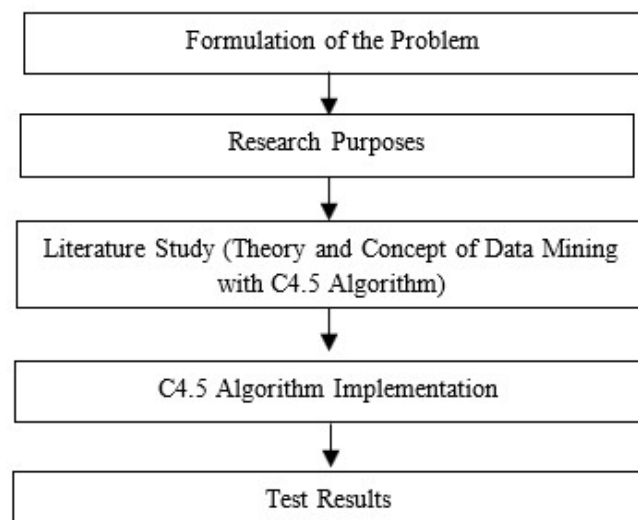 Formulation of the Problem
Research Purposes
Literature Study (Theory and Concept of Data Mining
with C4.5 Algorithm)
C4.5 Algorithm Implementation
Test Results